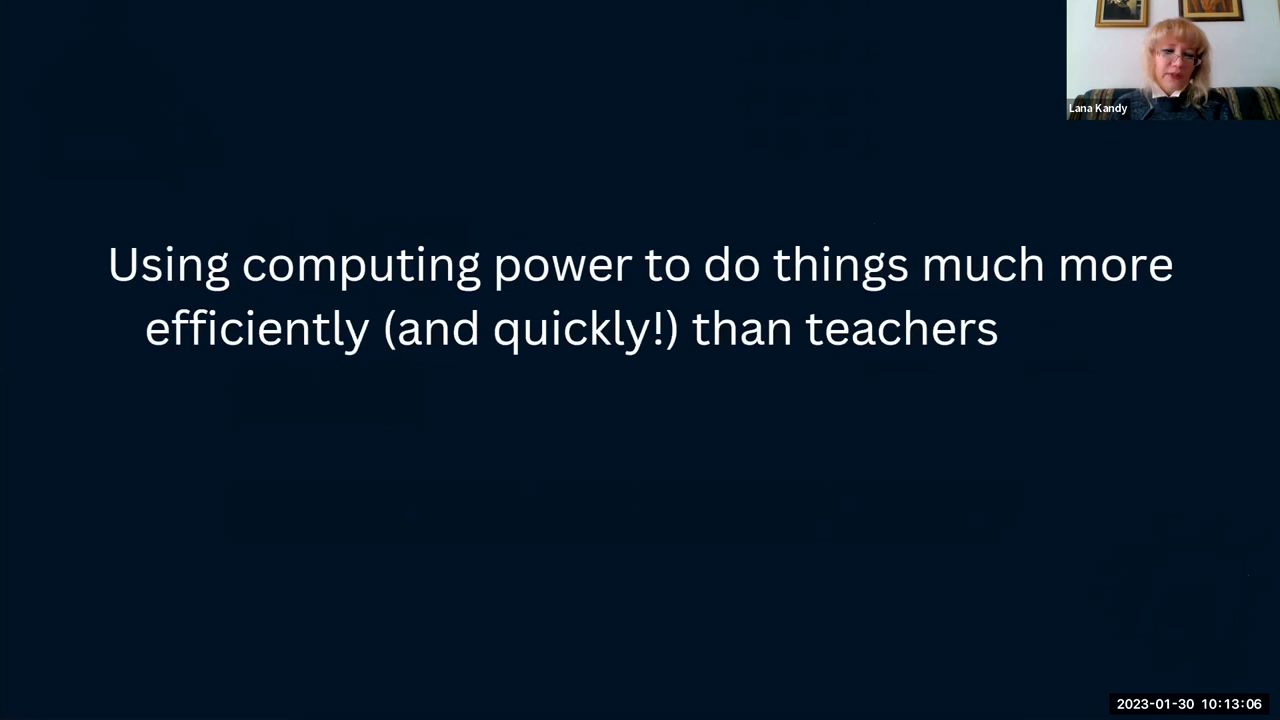 Lana Kandy
Using computing power to do things much more
efficiently (and quickly!) than teachers
2023-01-30 10:13:06